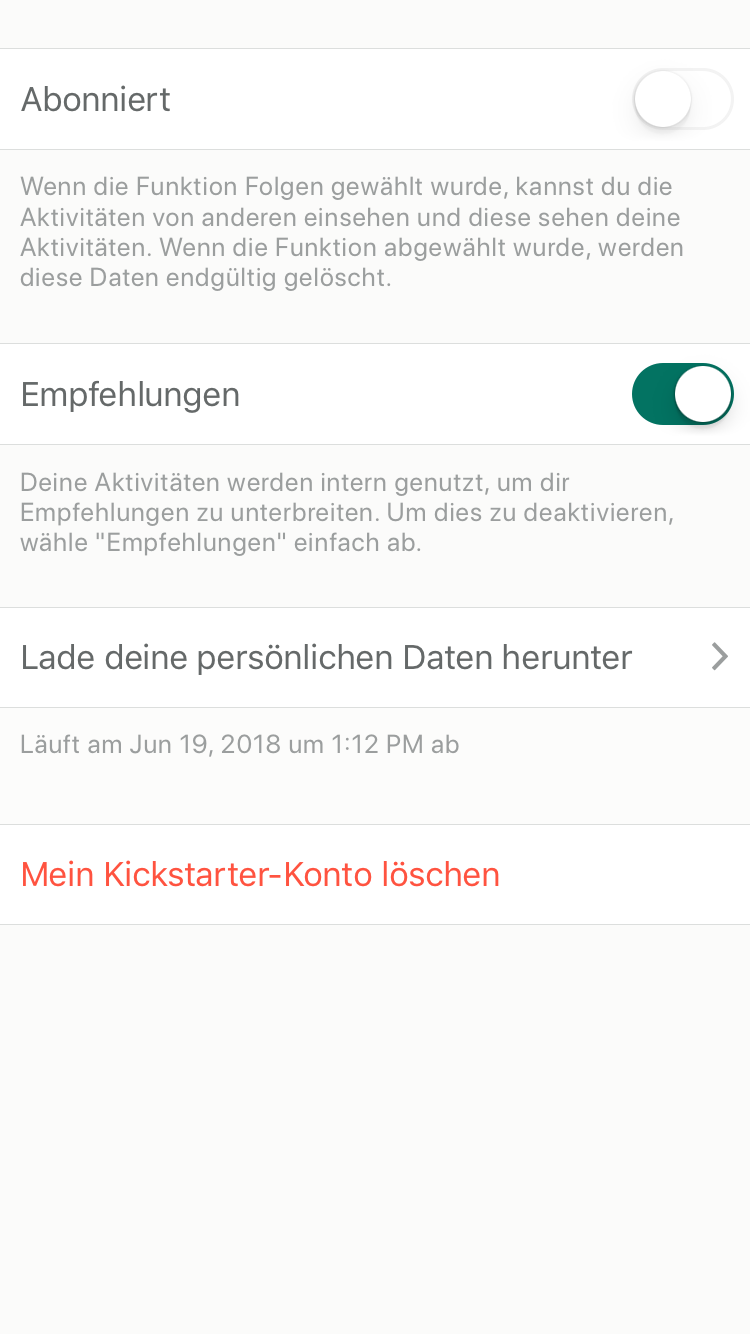 Abonniert
Wenn die Funktion Folgen gewählt wurde, kannst du die
Aktivitäten von anderen einsehen und diese sehen deine
Aktivitäten. Wenn die Funktion abgewählt wurde, werden
diese Daten endgültig gelöscht.
Empfehlungen
Deine Aktivitäten werden intern genutzt, um dir
Empfehlungen zu unterbreiten. Um dies zu deaktivieren,
wähle "Empfehlungen" einfach ab.
Lade deine persönlichen Daten herunter
Läuft am Jun 19, 2018 um 1:12 PM ab
Mein Kickstarter-Konto löschen